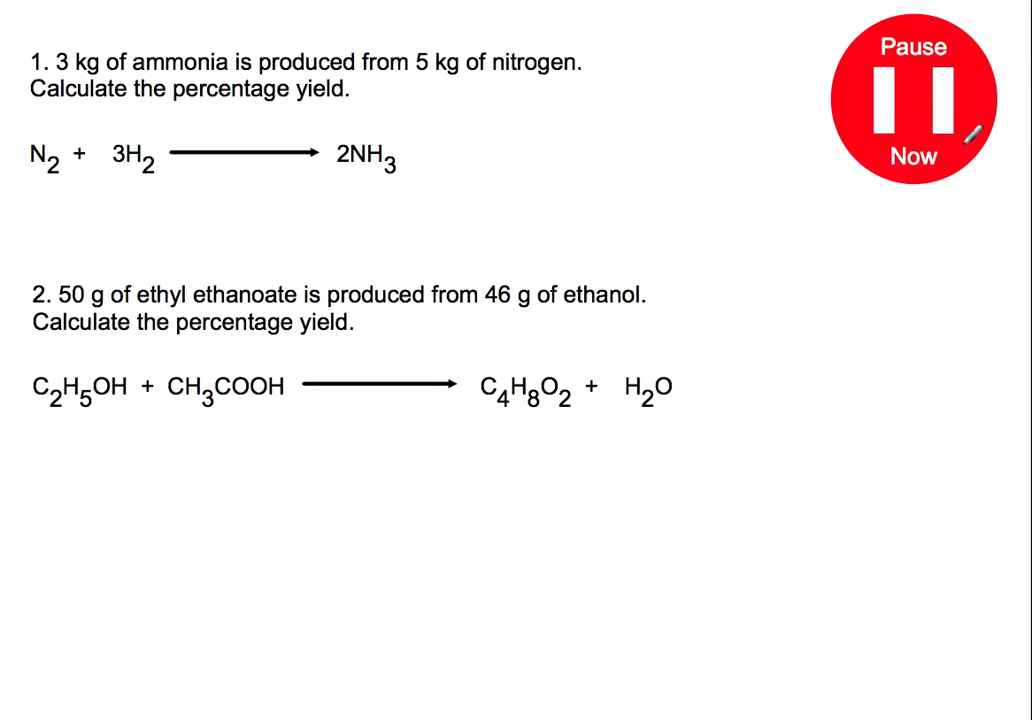 Pause
1. 3 kg of ammonia is produced from 5 kg of nitrogen.
Calculate the percentage yield.
N₂ + 3H₂ ⟶ 2NH₃
Now
2. 50 g of ethyl ethanoate is produced from 46 g of ethanol.
Calculate the percentage yield.
C₂H₅OH + CH₃COOH ⟶ C₄H₈O₂ + H₂O